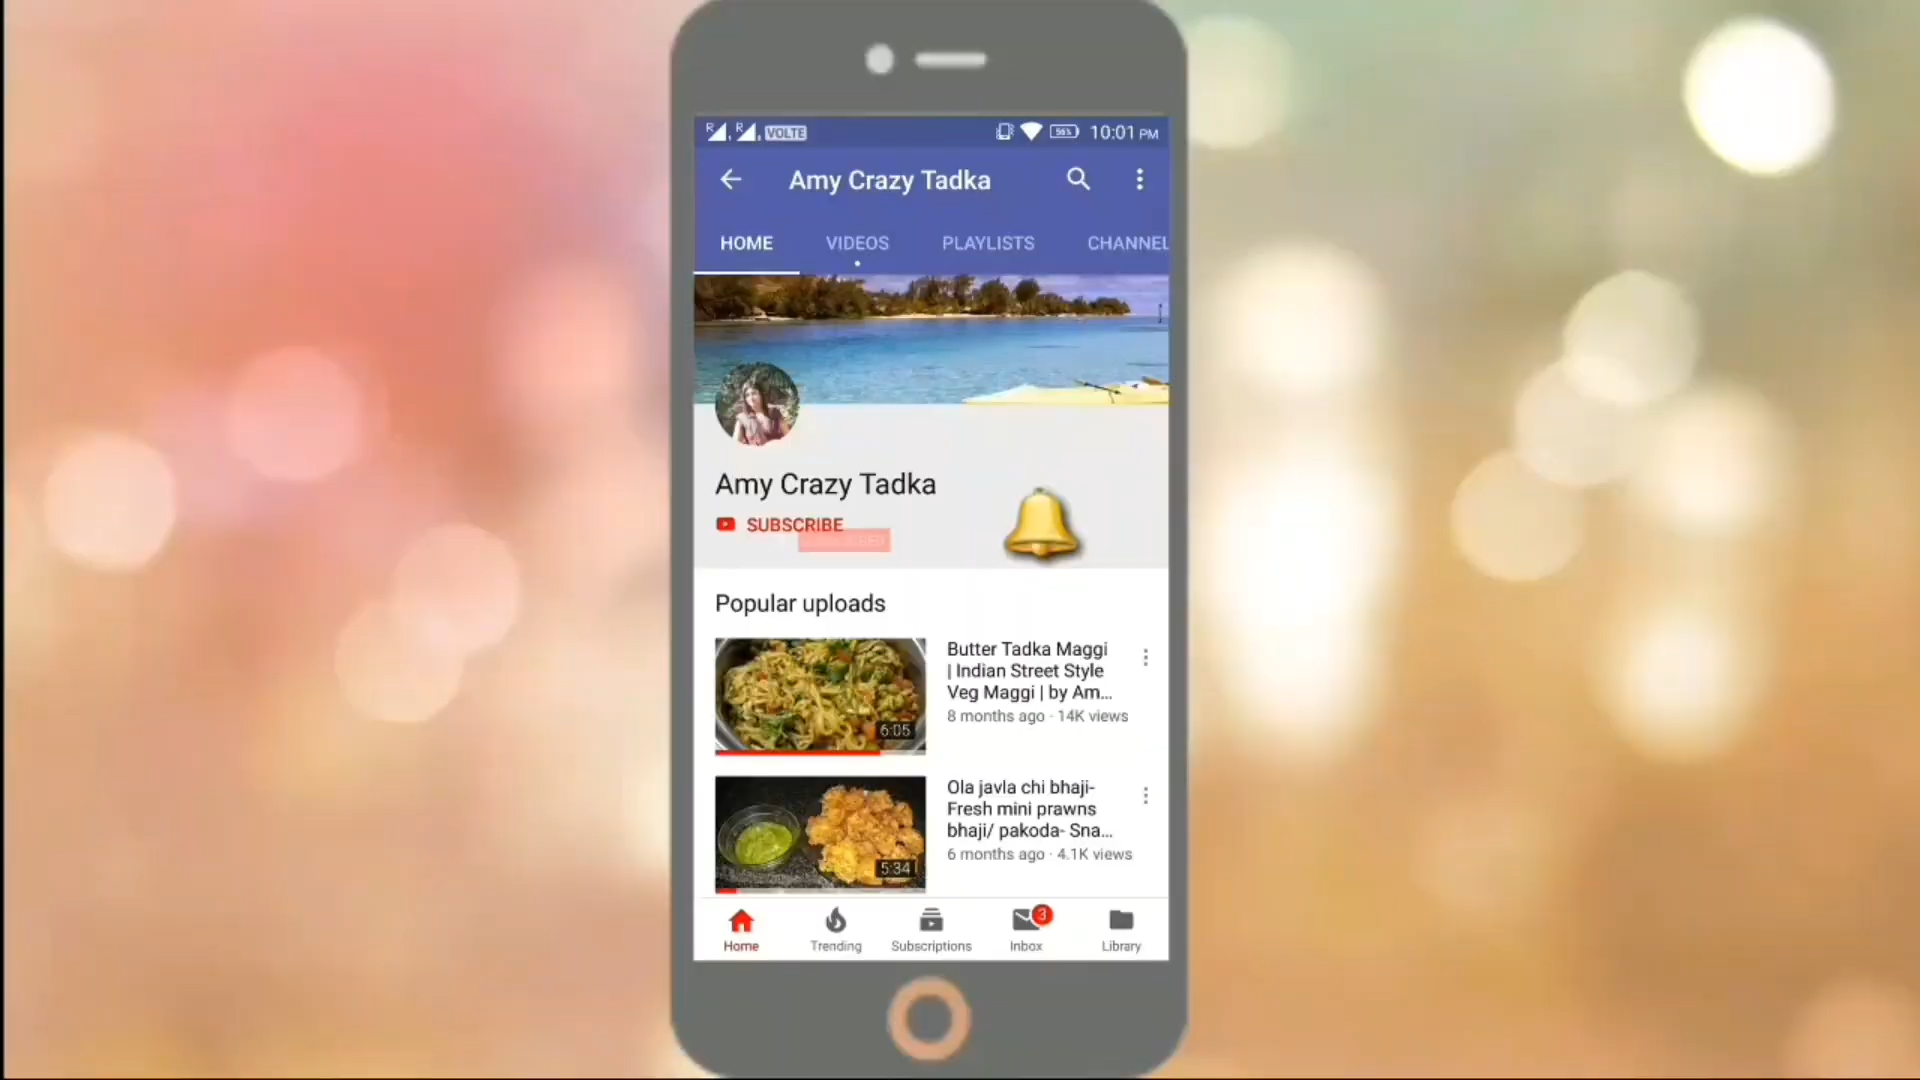 R R VOLTE 56% 10:01 PM
Amy Crazy Tadka
HOME VIDEOS PLAYLISTS CHANNEL
Amy Crazy Tadka
SUBSCRIBE
Popular uploads
Butter Tadka Maggi
| Indian Street Style
Veg Maggi | by Am...
8 months ago · 14K views
6:05
Ola javla chi bhaji-
Fresh mini prawns
bhaji/ pakoda- Sna...
6 months ago · 4.1K views
5:34
3
Home Trending Subscriptions Inbox Library